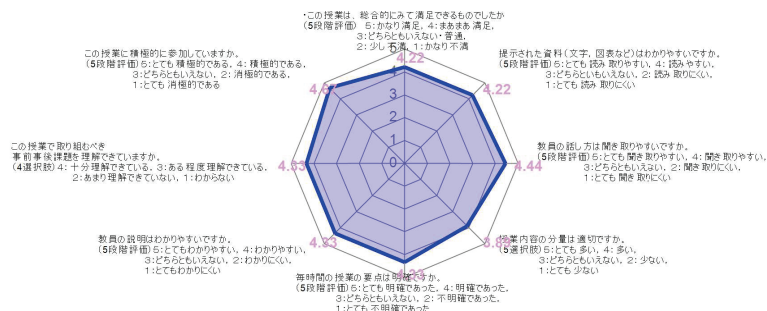 ・この授業は、総合的にみて満足できるものでしたか
(5段階評価) 5:かなり満足, 4:まあまあ満足,
3:どちらともいえない・普通,
2:少し不満, 1:かなり不満
5
4.22
4
3
2
1
0
提示された資料(文字, 図表など)はわかりやすいですか。
(5段階評価) 5:とても読み取りやすい, 4:読みやすい,
3:どちらといもいえない, 2:読み取りにくい,
1:とても読み取りにくい
4.22
教員の話し方は聞き取りやすいですか。
(5段階評価) 5:とても聞き取りやすい, 4:聞き取りやすい,
3:どちらともいえない, 2:聞き取りにくい,
1:とても聞き取りにくい
4.44
授業内容の分量は適切ですか。
(5選択肢) 5:とても多い, 4:多い,
3:どちらともいえない, 2:少ない,
1:とても少ない
毎時間の授業の要点は明確ですか。
(5段階評価) 5:とても明確であった, 4:明確であった,
3:どちらともいえない, 2:不明確であった,
1:とても不明確であった
教員の説明はわかりやすいですか。
(5段階評価) 5:とてもわかりやすい, 4:わかりやすい,
3:どちらともいえない, 2:わかりにくい,
1:とてもわかりにくい
この授業で取り組むべき
事前事後課題を理解できていますか。
(4選択肢) 4:十分理解できている, 3:ある程度理解できている,
2:あまり理解できていない, 1:わからない
この授業に積極的に参加していますか。
(5段階評価) 5:とても積極的である, 4:積極的である,
3:どちらともいえない, 2:消極的である,
1:とても消極的である
4.67